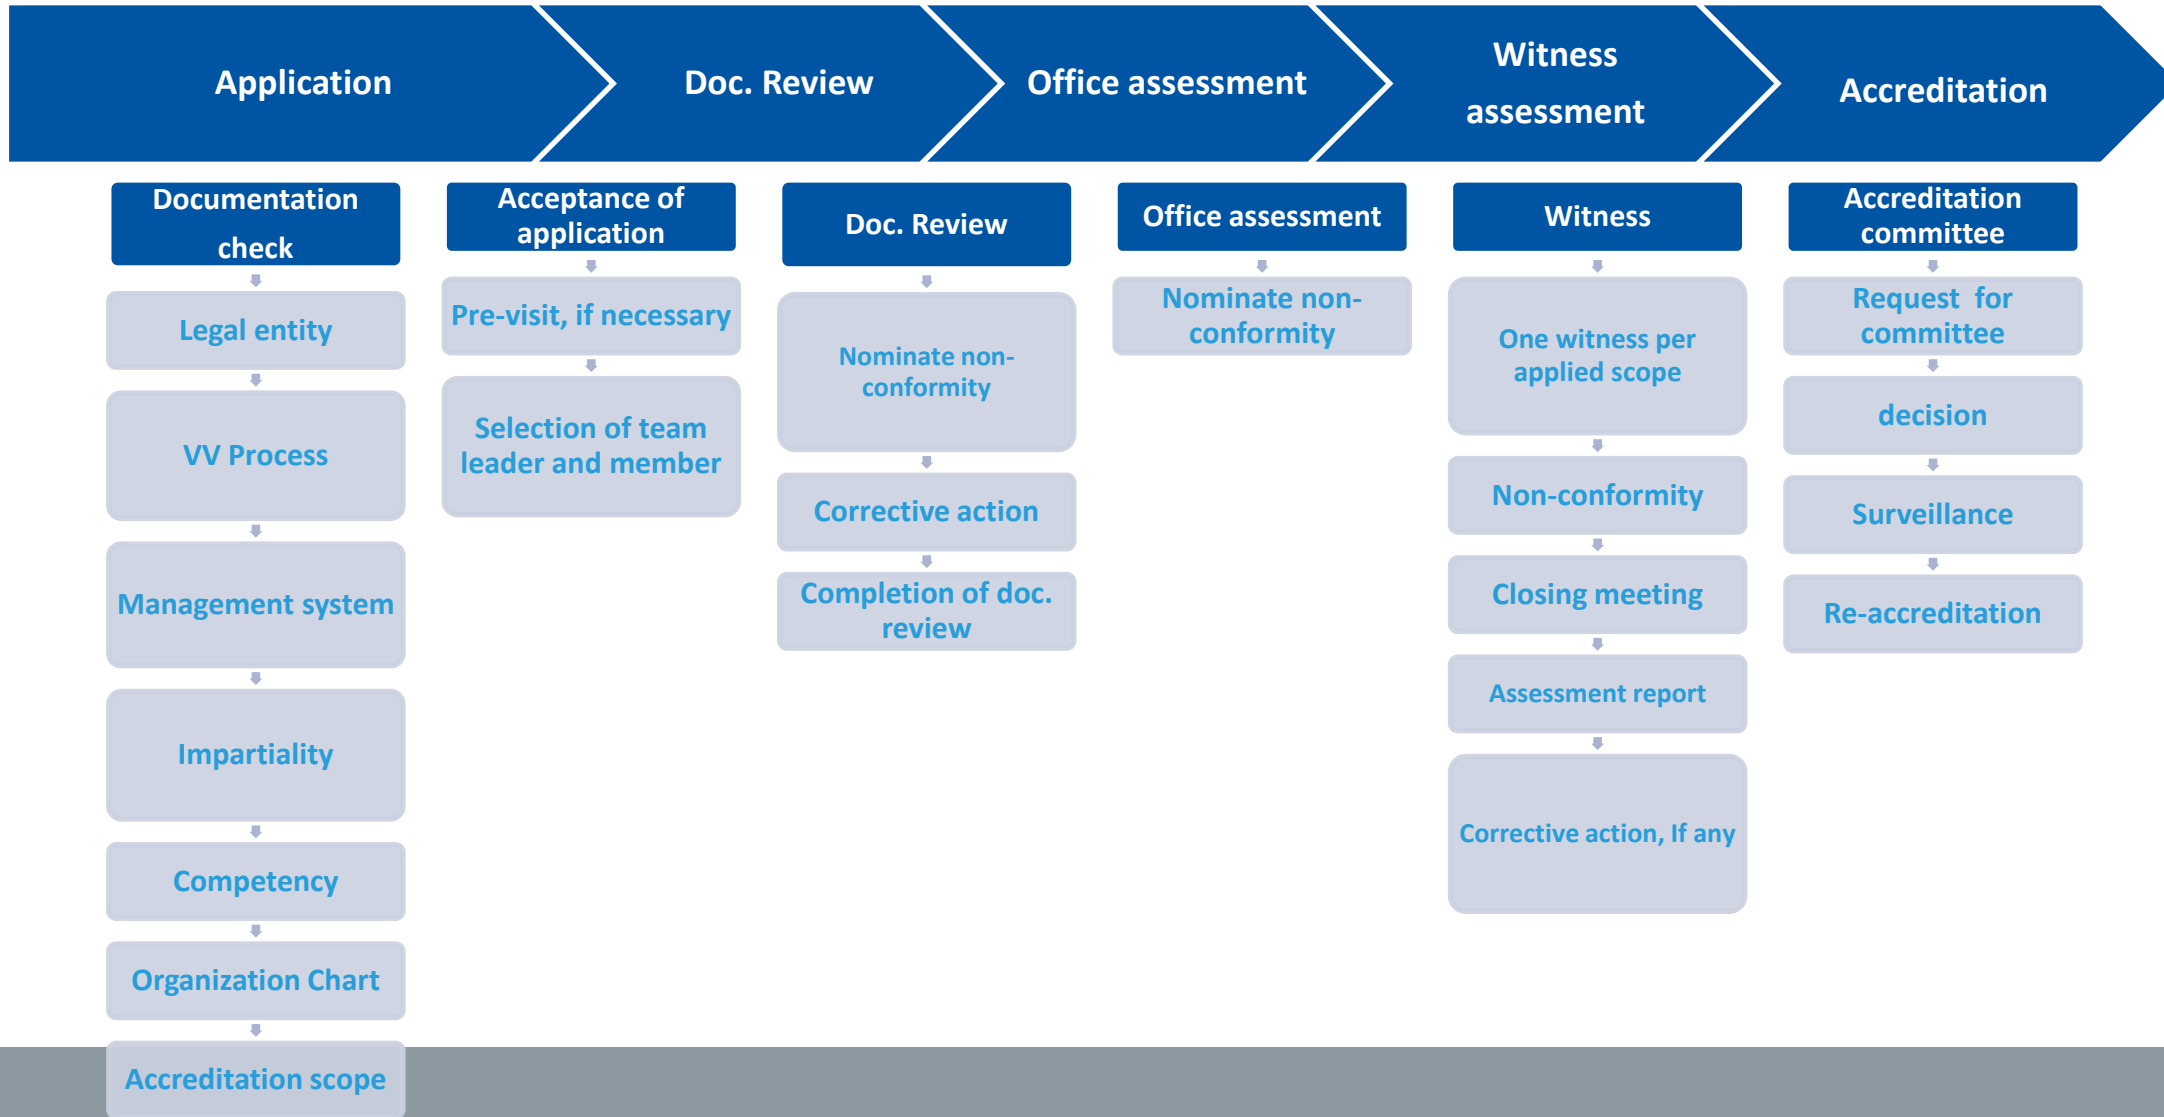 Application
Doc. Review
Office assessment
Witness
assessment
Accreditation
Documentation
check
Legal entity
VV Process
Management system
Impartiality
Competency
Organization Chart
Accreditation scope
Acceptance of
application
Pre-visit, if necessary
Selection of team
leader and member
Doc. Review
Nominate non-
conformity
Corrective action
Completion of doc.
review
Office assessment
Nominate non-
conformity
Witness
One witness per
applied scope
Non-conformity
Closing meeting
Assessment report
Corrective action, If any
Accreditation
committee
Request for
committee
decision
Surveillance
Re-accreditation